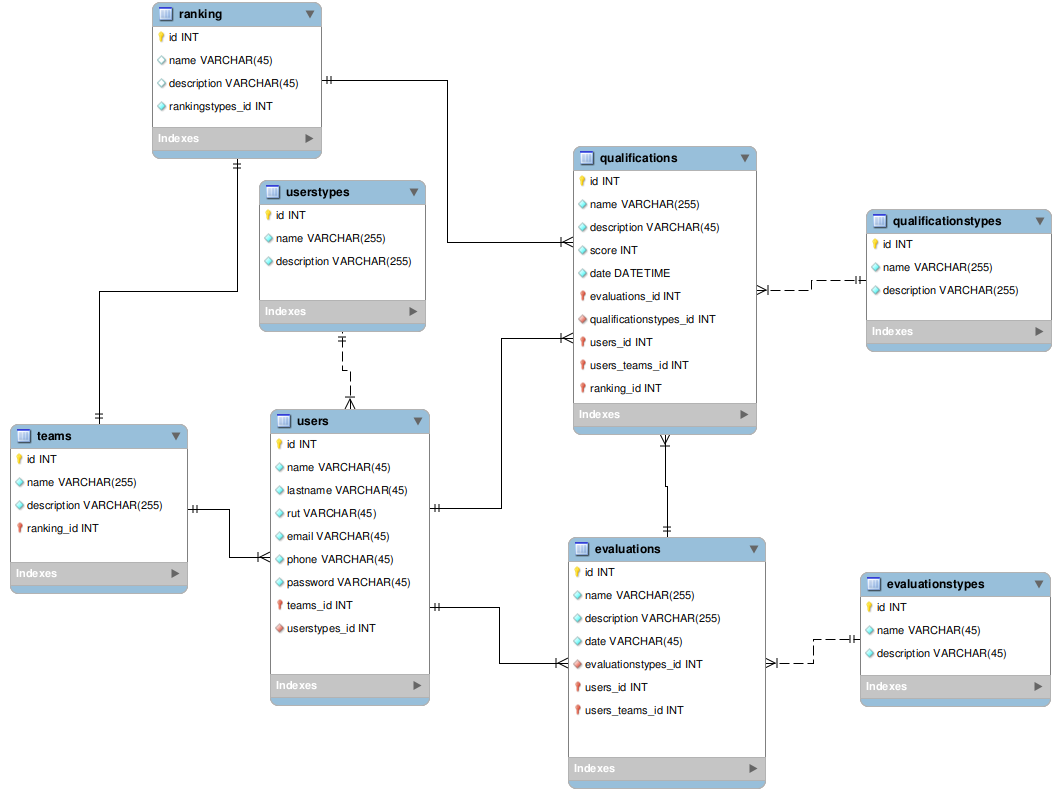 ranking
id INT
name VARCHAR(45)
description VARCHAR(45)
rankingstypes_id INT
Indexes
userstypes
id INT
name VARCHAR(255)
description VARCHAR(255)
Indexes
qualifications
id INT
name VARCHAR(255)
description VARCHAR(45)
score INT
date DATETIME
evaluations_id INT
qualificationstypes_id INT
users_id INT
users_teams_id INT
ranking_id INT
Indexes
qualificationstypes
id INT
name VARCHAR(255)
description VARCHAR(255)
Indexes
teams
id INT
name VARCHAR(255)
description VARCHAR(255)
ranking_id INT
Indexes
users
id INT
name VARCHAR(45)
lastname VARCHAR(45)
rut VARCHAR(45)
email VARCHAR(45)
phone VARCHAR(45)
password VARCHAR(45)
teams_id INT
userstypes_id INT
Indexes
evaluations
id INT
name VARCHAR(255)
description VARCHAR(255)
date VARCHAR(45)
evaluationstypes_id INT
users_id INT
users_teams_id INT
Indexes
evaluationstypes
id INT
name VARCHAR(45)
description VARCHAR(45)
Indexes